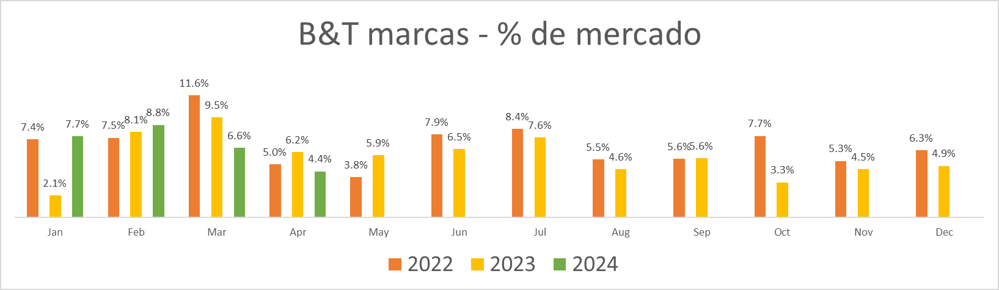 B&T marcas - % de mercado
7.4% 2.1% 7.7% 7.5% 8.1% 8.8% 11.6% 9.5% 6.6% 5.0% 6.2% 4.4% 3.8% 5.9% 7.9% 6.5% 8.4% 7.6% 5.5% 4.6% 5.6% 5.6% 7.7% 3.3% 5.3% 4.5% 6.3% 4.9%
Jan Feb Mar Apr May Jun Jul Aug Sep Oct Nov Dec
2022 2023 2024